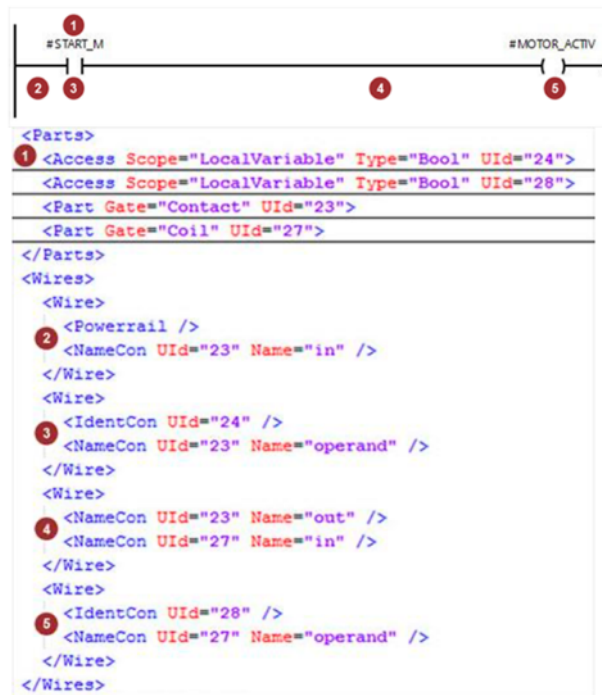 1
#START_M #MOTOR_ACTIV
2 3 4 5
<Parts>
1 <Access Scope="LocalVariable" Type="Bool" UId="24">
<Access Scope="LocalVariable" Type="Bool" UId="28">
<Part Gate="Contact" UId="23">
<Part Gate="Coil" UId="27">
</Parts>
<Wires>
<Wire>
<Powerrail />
2
<NameCon UId="23" Name="in" />
</Wire>
<Wire>
<IdentCon UId="24" />
3
<NameCon UId="23" Name="operand" />
</Wire>
<Wire>
<NameCon UId="23" Name="out" />
4
<NameCon UId="27" Name="in" />
</Wire>
<Wire>
<IdentCon UId="28" />
5
<NameCon UId="27" Name="operand" />
</Wire>
</Wires>